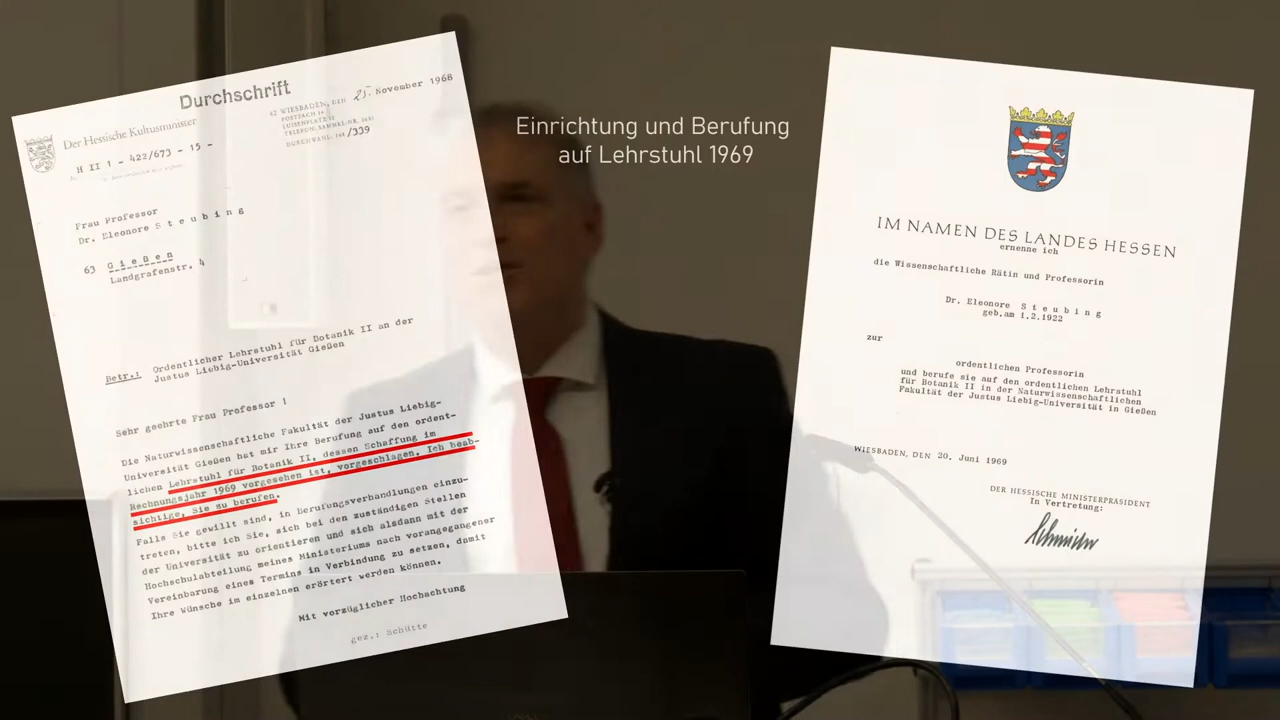 Durchschrift
Der Hessische Kultusminister
H II 1 - 422/673 - 15 -
62 WIESBADEN, DEN 25. November 1968
POSTFACH 14
LUISENPLATZ 10
DURCHWAHL: 168 /339
Frau Professor
Dr. Eleonore S t e u b i n g
63 G i e ß e n
Landgrafenstr. 4
Betr.: Ordentlicher Lehrstuhl für Botanik II an der
Justus Liebig-Universität Gießen
Sehr geehrte Frau Professor !
Die Naturwissenschaftliche Fakultät der Justus Liebig-
Universität Gießen hat mir Ihre Berufung auf den ordent-
lichen Lehrstuhl für Botanik II, dessen Schaffung im
Rechnungsjahr 1969 vorgesehen ist, vorgeschlagen. Ich beab-
sichtige, Sie zu berufen.
Falls Sie gewillt sind, in Berufungsverhandlungen einzu-
treten, bitte ich Sie, sich bei den zuständigen Stellen
der Universität zu orientieren und sich alsdann mit der
Hochschulabteilung meines Ministeriums nach vorangegangener
Vereinbarung eines Termins in Verbindung zu setzen, damit
Ihre Wünsche im einzelnen erörtert werden können.
Mit vorzüglicher Hochachtung
gez.: Schütte
Einrichtung und Berufung
auf Lehrstuhl 1969
IM NAMEN DES LANDES HESSEN
ernenne ich
die Wissenschaftliche Rätin und Professorin
Dr. Eleonore S t e u b i n g
geb.am 1.2.1922
zur
ordentlichen Professorin
und berufe sie auf den ordentlichen Lehrstuhl
für Botanik II in der Naturwissenschaftlichen
Fakultät der Justus Liebig-Universität in Gießen
WIESBADEN, DEN 20. Juni 1969
DER HESSISCHE MINISTERPRÄSIDENT
In Vertretung: